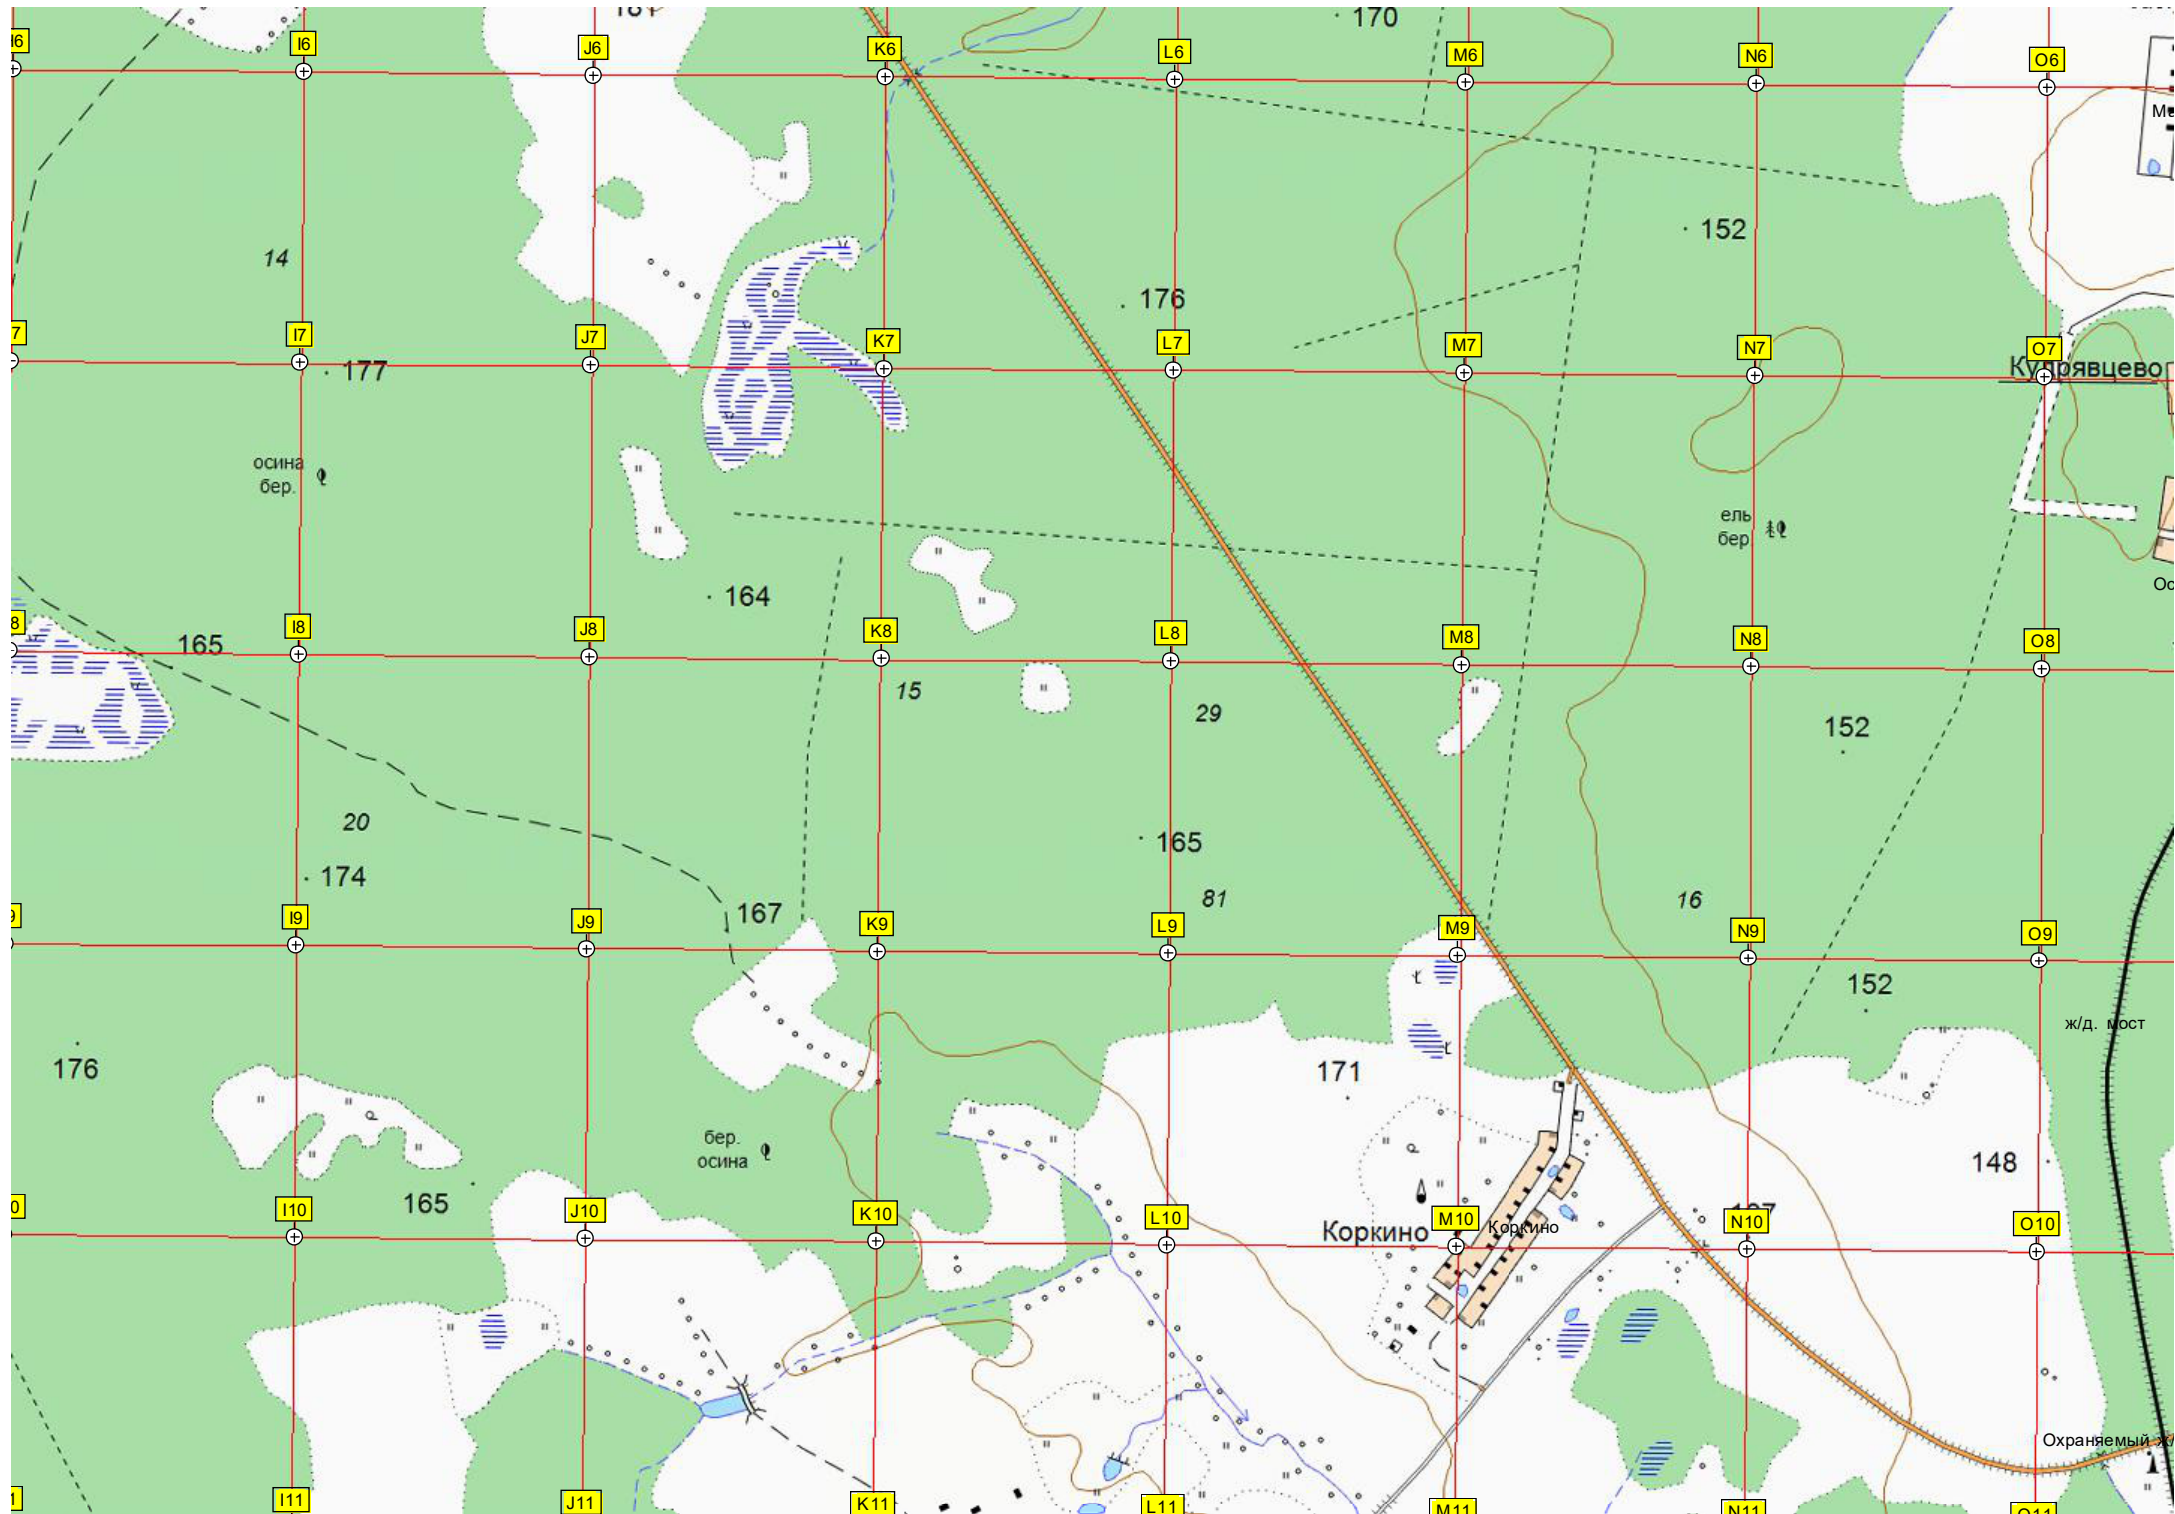 170
I6
J6
K6
L6
M6
N6
O6
152
14
176
I7
J7
K7
L7
M7
N7
O7
177
осина
бер.
ель
бер
164
I8
J8
K8
L8
M8
N8
O8
165
15
29
152
20
165
174
81
16
167
I9
J9
K9
L9
M9
N9
O9
152
ж/д. мост
176
171
бер.
осина
148
165
I10
J10
K10
L10
M10
N10
O10
Коркино
Коркино
Охраняемый ж/
I11
J11
K11
L11
M11
N11